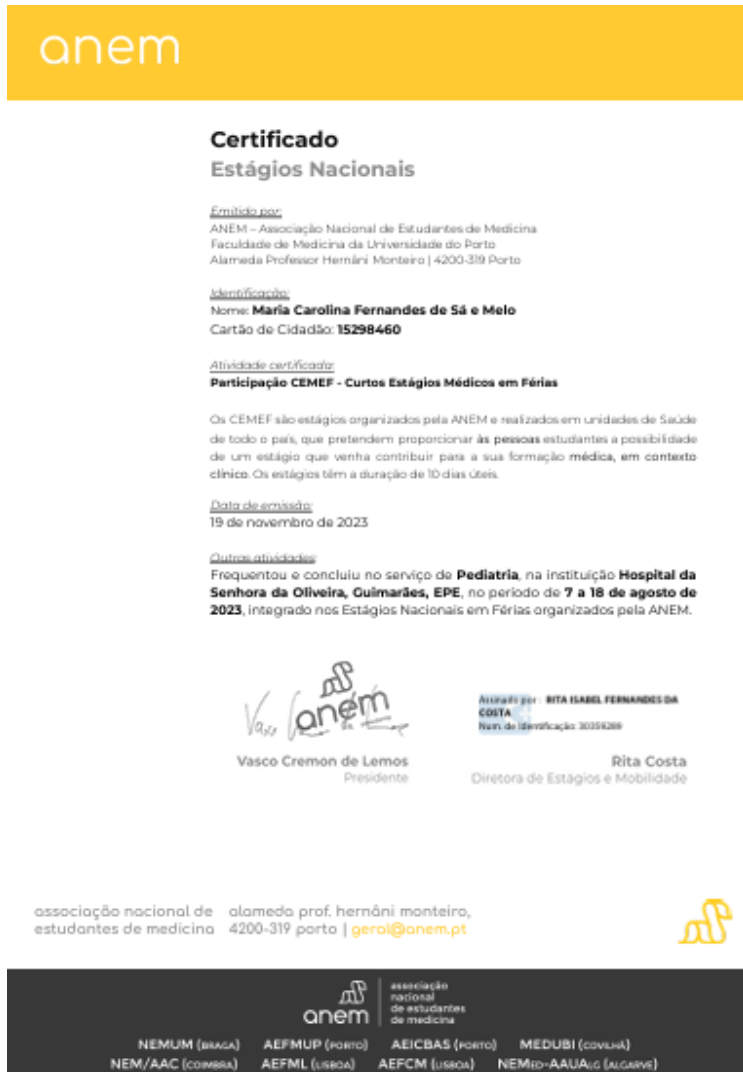 anem
Certificado
Estágios Nacionais
Emitido por:
ANEM – Associação Nacional de Estudantes de Medicina
Faculdade de Medicina da Universidade do Porto
Alameda Professor Hernâni Monteiro | 4200-319 Porto
Identificação:
Nome: Maria Carolina Fernandes de Sá e Melo
Cartão de Cidadão: 15298460
Atividade certificada:
Participação CEMEF - Curtos Estágios Médicos em Férias
Os CEMEF são estágios organizados pela ANEM e realizados em unidades de Saúde
de todo o país, que pretendem proporcionar às pessoas estudantes a possibilidade
de um estágio que venha contribuir para a sua formação médica, em contexto
clínico. Os estágios têm a duração de 10 dias úteis.
Data de emissão:
19 de novembro de 2023
Outras atividades:
Frequentou e concluiu no serviço de Pediatria, na instituição Hospital da
Senhora da Oliveira, Guimarães, EPE, no período de 7 a 18 de agosto de
2023, integrado nos Estágios Nacionais em Férias organizados pela ANEM.
Vasco
anem
Assinado por : RITA ISABEL FERNANDES DA
COSTA
Num. de Identificação: 30359289
Vasco Cremon de Lemos
Presidente
Rita Costa
Diretora de Estágios e Mobilidade
associação nacional de
estudantes de medicina
alameda prof. hernâni monteiro,
4200-319 porto | geral@anem.pt
anem
associação
nacional
de estudantes
de medicina
NEMUM (BRAGA) AEFMUP (PORTO) AEICBAS (PORTO) MEDUBI (COVILHÃ)
NEM/AAC (COIMBRA) AEFML (LISBOA) AEFCM (LISBOA) NEMED-AAUALG (ALGARVE)